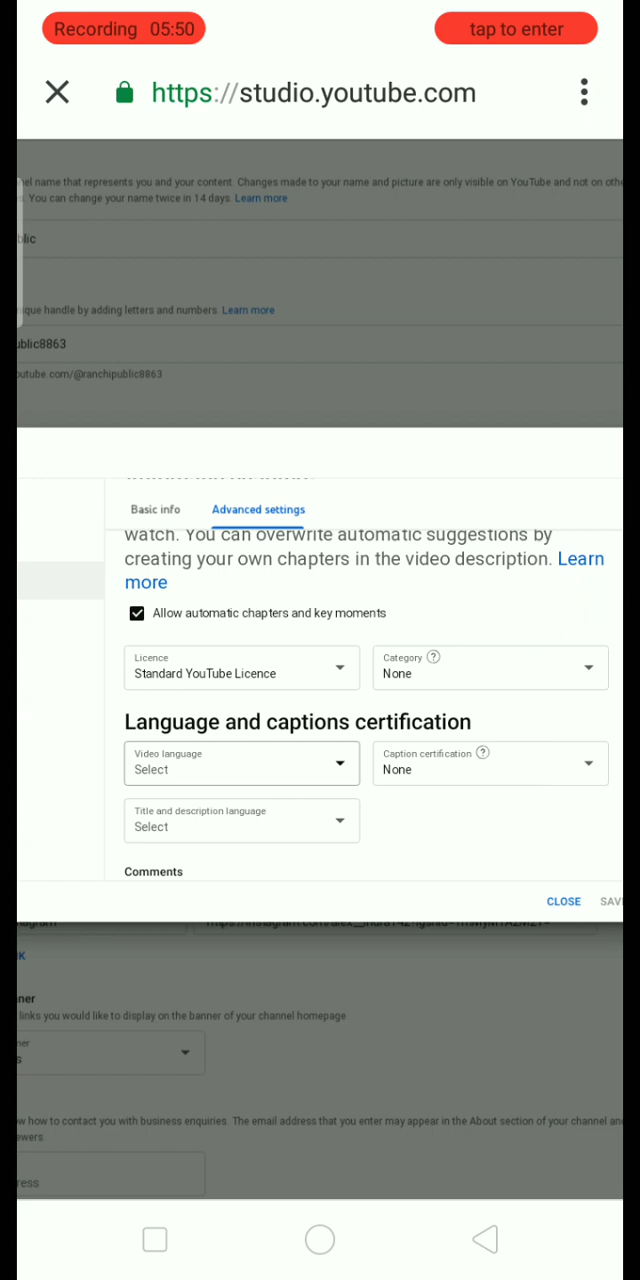 Recording 05:50
tap to enter
https://studio.youtube.com
nel name that represents you and your content. Changes made to your name and picture are only visible on YouTube and not on othe
s. You can change your name twice in 14 days. Learn more
blic
nique handle by adding letters and numbers. Learn more
ublic8863
outube.com/@ranchipublic8863
Basic info
Advanced settings
watch. You can overwrite automatic suggestions by
creating your own chapters in the video description. Learn
more
Allow automatic chapters and key moments
Licence
Standard YouTube Licence
Category ?
None
Language and captions certification
Video language
Select
Caption certification ?
None
Title and description language
Select
Comments
CLOSE
SAV
K
ner
links you would like to display on the banner of your channel homepage
ner
s
w how to contact you with business enquiries. The email address that you enter may appear in the About section of your channel and
ewers.
ress